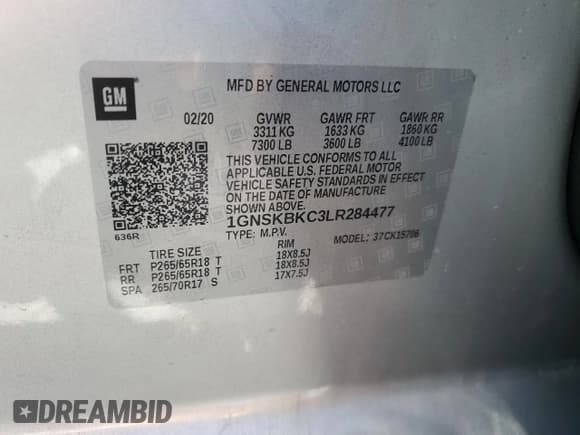 GM
MFD BY GENERAL MOTORS LLC
02/20 GVWR GAWR FRT GAWR RR
3311 KG 1633 KG 1860 KG
7300 LB 3600 LB 4100 LB
THIS VEHICLE CONFORMS TO ALL
APPLICABLE U.S. FEDERAL MOTOR
VEHICLE SAFETY STANDARDS IN EFFECT
ON THE DATE OF MANUFACTURE
1GNSKBKC3LR284477
636R
TYPE: M.P.V. MODEL: 37CK15706
TIRE SIZE RIM
FRT P265/65R18 T 18X8.5J
RR P265/65R18 T 18X8.5J
SPA 265/70R17 S 17X7.5J
DREAMBID